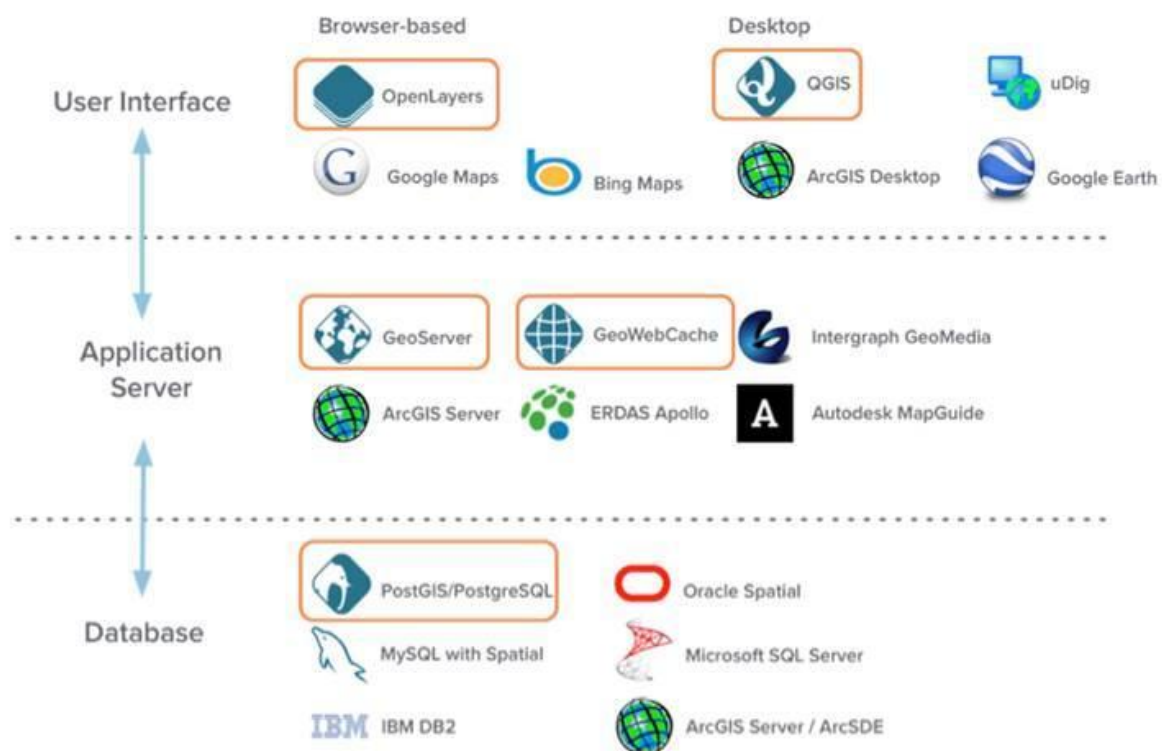 Browser-based
Desktop
User Interface
OpenLayers
QGIS
uDig
G
Google Maps
Bing Maps
ArcGIS Desktop
Google Earth
Application
Server
GeoServer
GeoWebCache
Intergraph GeoMedia
ArcGIS Server
ERDAS Apollo
A
Autodesk MapGuide
Database
PostGIS/PostgreSQL
Oracle Spatial
MySQL with Spatial
Microsoft SQL Server
IBM
IBM DB2
ArcGIS Server / ArcSDE